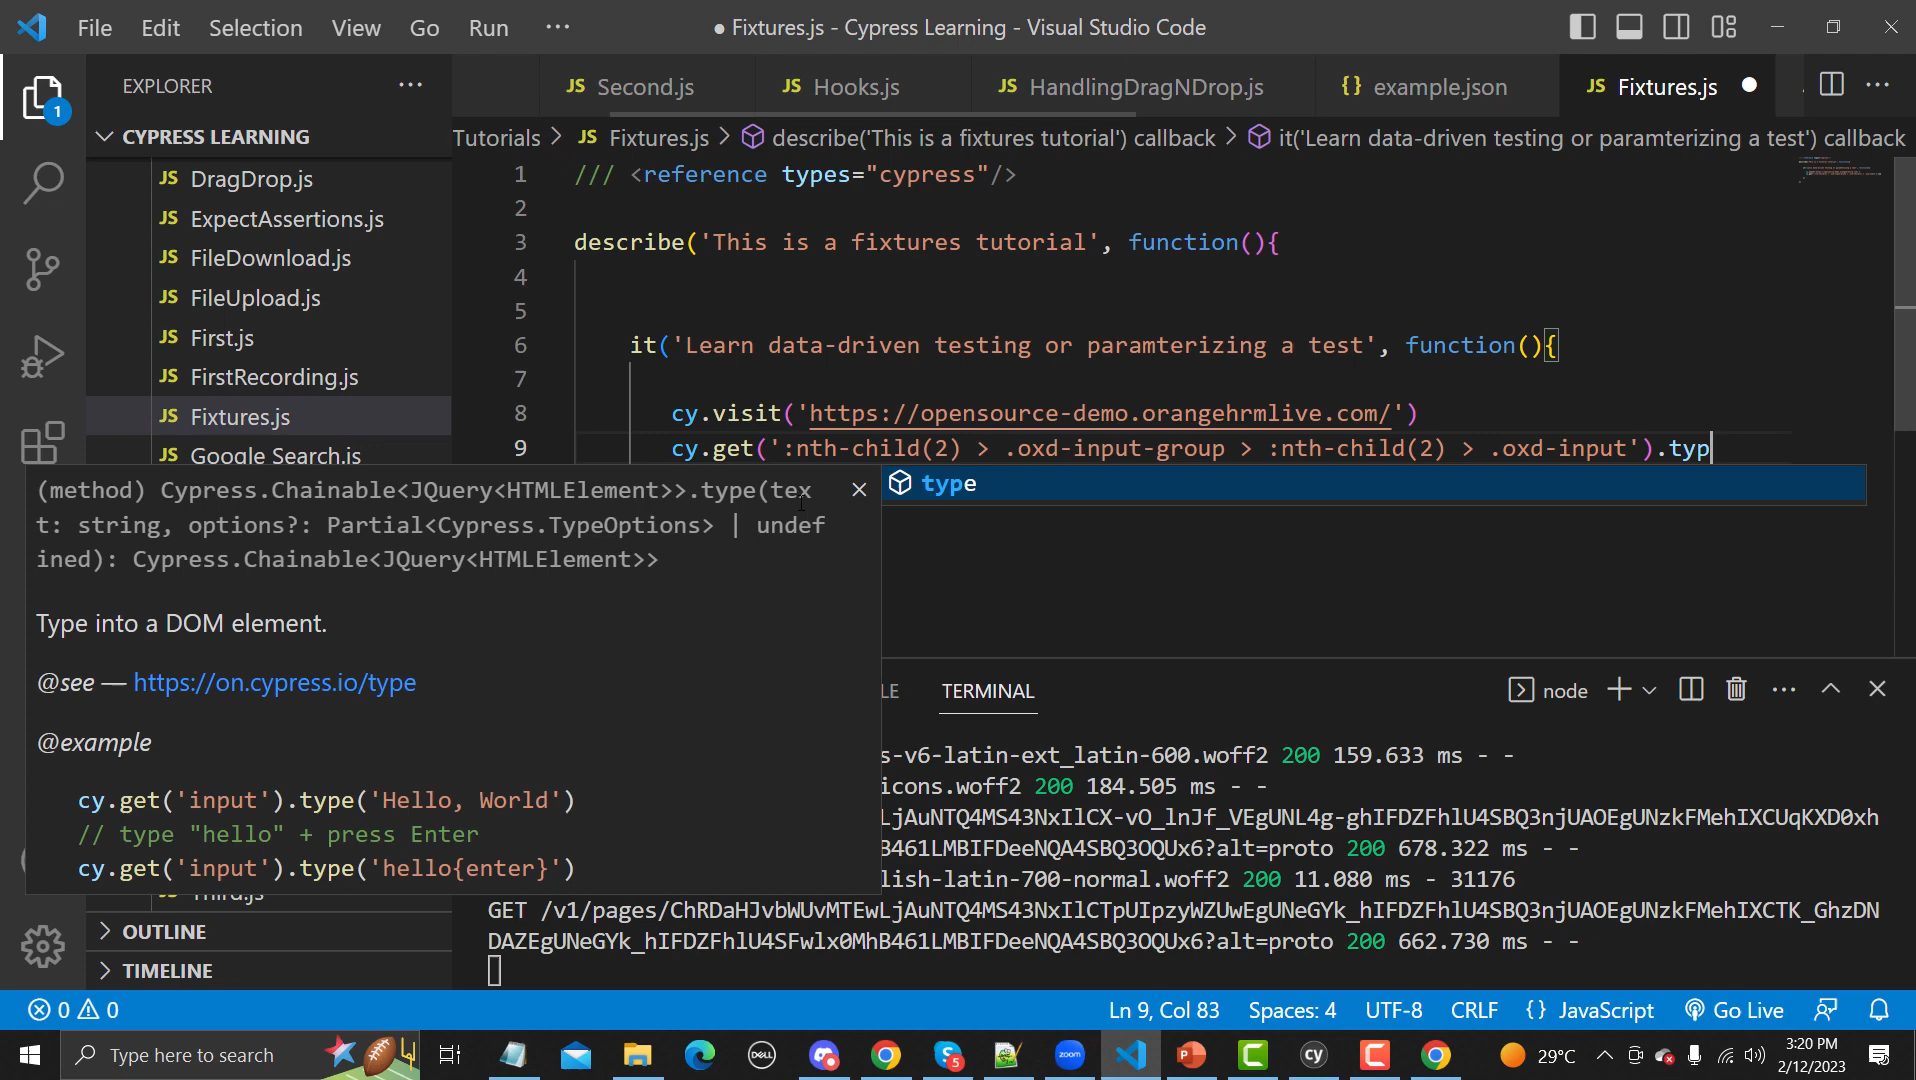 File Edit Selection View Go Run ··· ● Fixtures.js - Cypress Learning - Visual Studio Code
EXPLORER ···
JS Second.js JS Hooks.js JS HandlingDragNDrop.js {} example.json JS Fixtures.js ● ···
1
CYPRESS LEARNING
Tutorials > JS Fixtures.js > describe('This is a fixtures tutorial') callback > it('Learn data-driven testing or paramterizing a test') callback
JS DragDrop.js
JS ExpectAssertions.js
JS FileDownload.js
JS FileUpload.js
JS First.js
JS FirstRecording.js
JS Fixtures.js
JS Google Search.js
1 /// <reference types="cypress"/>
2
3 describe('This is a fixtures tutorial', function(){
4
5
6 it('Learn data-driven testing or paramterizing a test', function(){
7
8 cy.visit('https://opensource-demo.orangehrmlive.com/')
9 cy.get(':nth-child(2) > .oxd-input-group > :nth-child(2) > .oxd-input').typ
type
(method) Cypress.Chainable<JQuery<HTMLElement>>.type(tex
t: string, options?: Partial<Cypress.TypeOptions> | undef
ined): Cypress.Chainable<JQuery<HTMLElement>>
Type into a DOM element.
@see — https://on.cypress.io/type
@example
cy.get('input').type('Hello, World')
// type "hello" + press Enter
cy.get('input').type('hello{enter}')
Third.js
OUTLINE
TIMELINE
LE TERMINAL node ···
s-v6-latin-ext_latin-600.woff2 200 159.633 ms - -
icons.woff2 200 184.505 ms - -
LjAuNTQ4MS43NxIlCX-vO_lnJf_VEgUNL4g-ghIFDZFhlU4SBQ3njUAOEgUNzkFMehIXCUqKXD0xh
B461LMBIFDeeNQA4SBQ3OQUx6?alt=proto 200 678.322 ms - -
lish-latin-700-normal.woff2 200 11.080 ms - 31176
GET /v1/pages/ChRDaHJvbWUvMTEwLjAuNTQ4MS43NxIlCTpUIpzyWZUwEgUNeGYk_hIFDZFhlU4SBQ3njUAOEgUNzkFMehIXCTK_GhzDN
DAZEgUNeGYk_hIFDZFhlU4SFwlx0MhB461LMBIFDeeNQA4SBQ3OQUx6?alt=proto 200 662.730 ms - -
0 0 Ln 9, Col 83 Spaces: 4 UTF-8 CRLF {} JavaScript Go Live
Type here to search DELL 5 zoom P C cy C 29°C 3:20 PM
2/12/2023